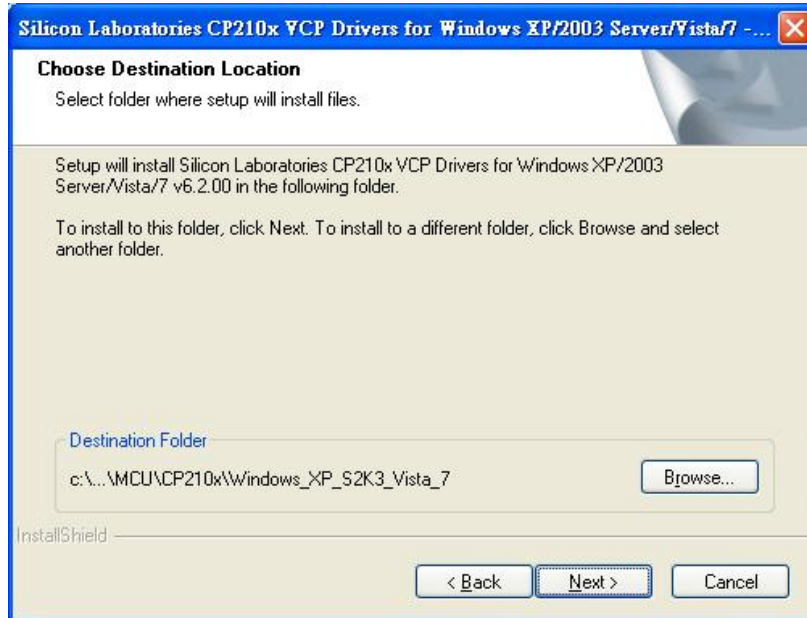 Silicon Laboratories CP210x VCP Drivers for Windows XP/2003 Server/Vista/7 -...
Choose Destination Location
Select folder where setup will install files.
Setup will install Silicon Laboratories CP210x VCP Drivers for Windows XP/2003
Server/Vista/7 v6.2.00 in the following folder.
To install to this folder, click Next. To install to a different folder, click Browse and select
another folder.
Destination Folder
c:\...\MCU\CP210x\Windows_XP_S2K3_Vista_7
Browse...
InstallShield
< Back
Next >
Cancel